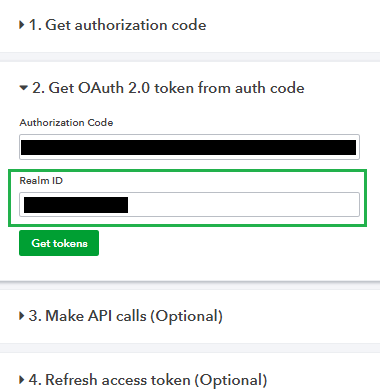 1. Get authorization code
2. Get OAuth 2.0 token from auth code
Authorization Code
Realm ID
Get tokens
3. Make API calls (Optional)
4. Refresh access token (Optional)